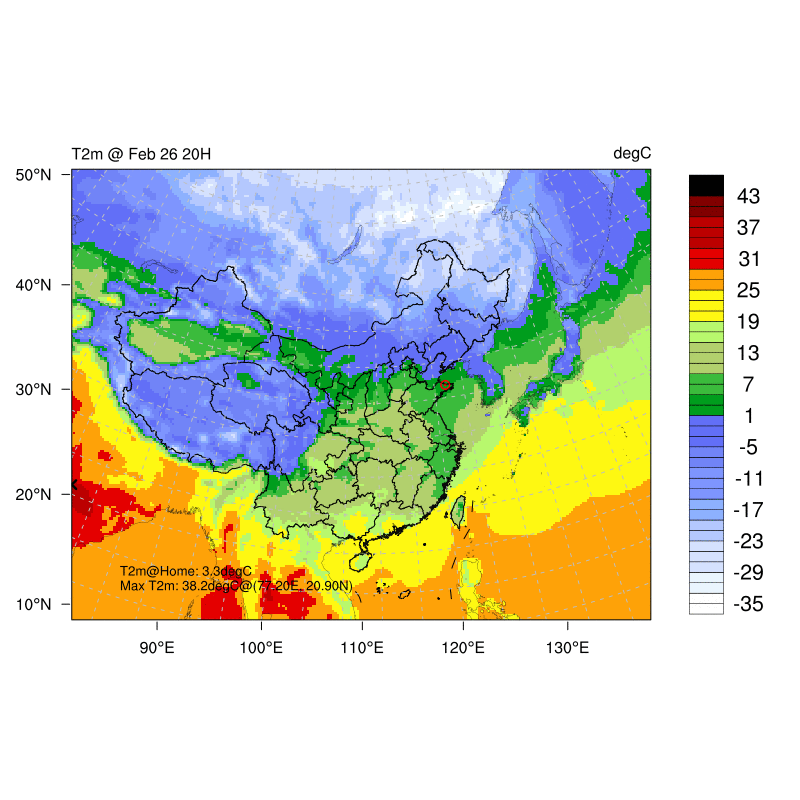 T2m @ Feb 26 20H
degC
50°N
40°N
30°N
20°N
10°N
T2m@Home: 3.3degC
Max T2m: 38.2degC@(77.20E, 20.90N)
90°E
100°E
110°E
120°E
130°E
43
37
31
25
19
13
7
1
-5
-11
-17
-23
-29
-35